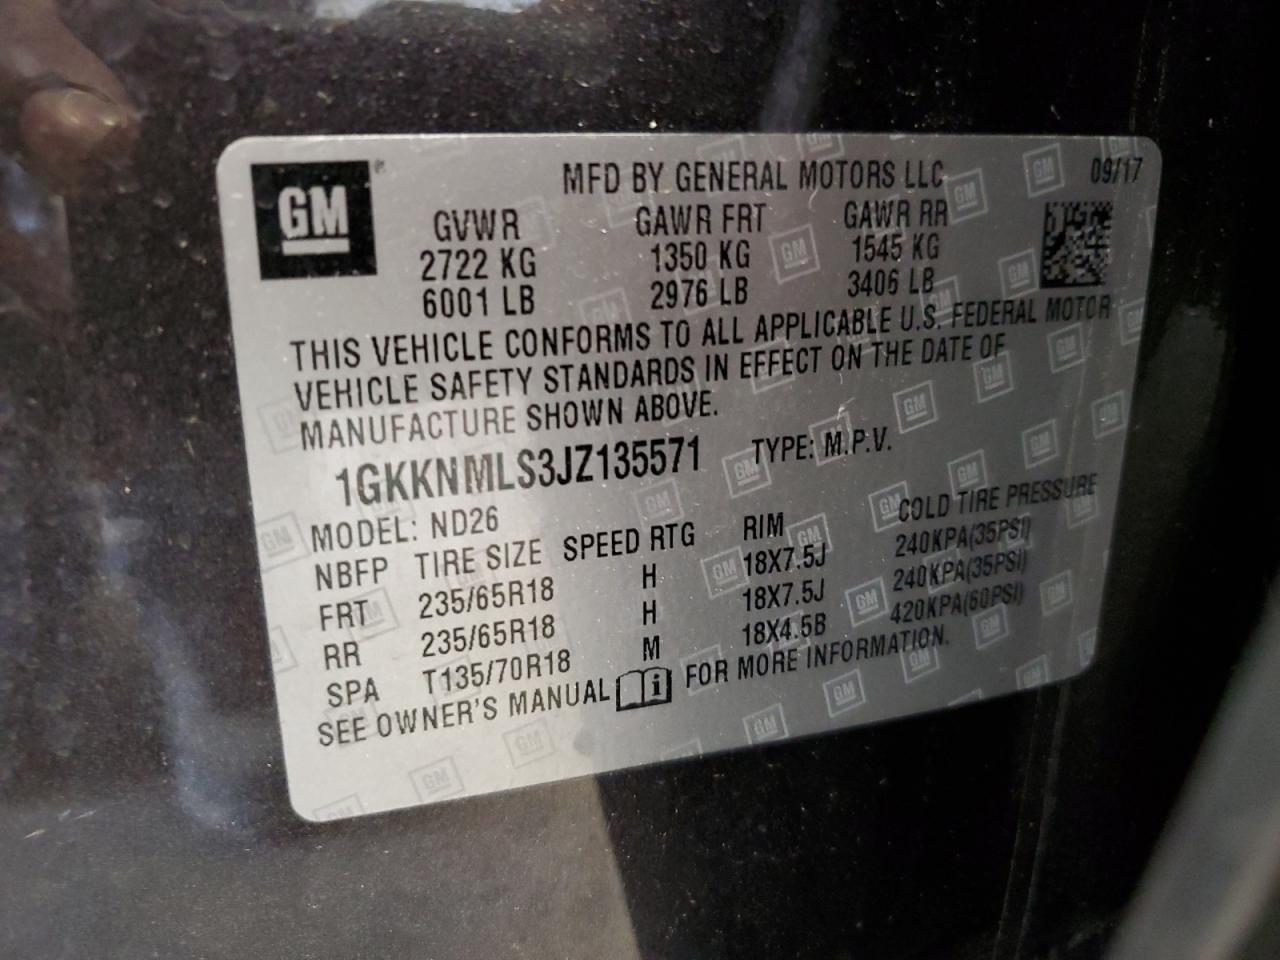 GM ® MFD BY GENERAL MOTORS LLC 09/17
GVWR GAWR FRT GAWR RR
2722 KG 1350 KG 1545 KG
6001 LB 2976 LB 3406 LB
THIS VEHICLE CONFORMS TO ALL APPLICABLE U.S. FEDERAL MOTOR
VEHICLE SAFETY STANDARDS IN EFFECT ON THE DATE OF
MANUFACTURE SHOWN ABOVE.
1GKKNMLS3JZ135571 TYPE: M.P.V.
MODEL: ND26
NBFP TIRE SIZE SPEED RTG RIM COLD TIRE PRESSURE
FRT 235/65R18 H 18X7.5J 240KPA(35PSI)
RR 235/65R18 H 18X7.5J 240KPA(35PSI)
SPA T135/70R18 M 18X4.5B 420KPA(60PSI)
SEE OWNER'S MANUAL FOR MORE INFORMATION.